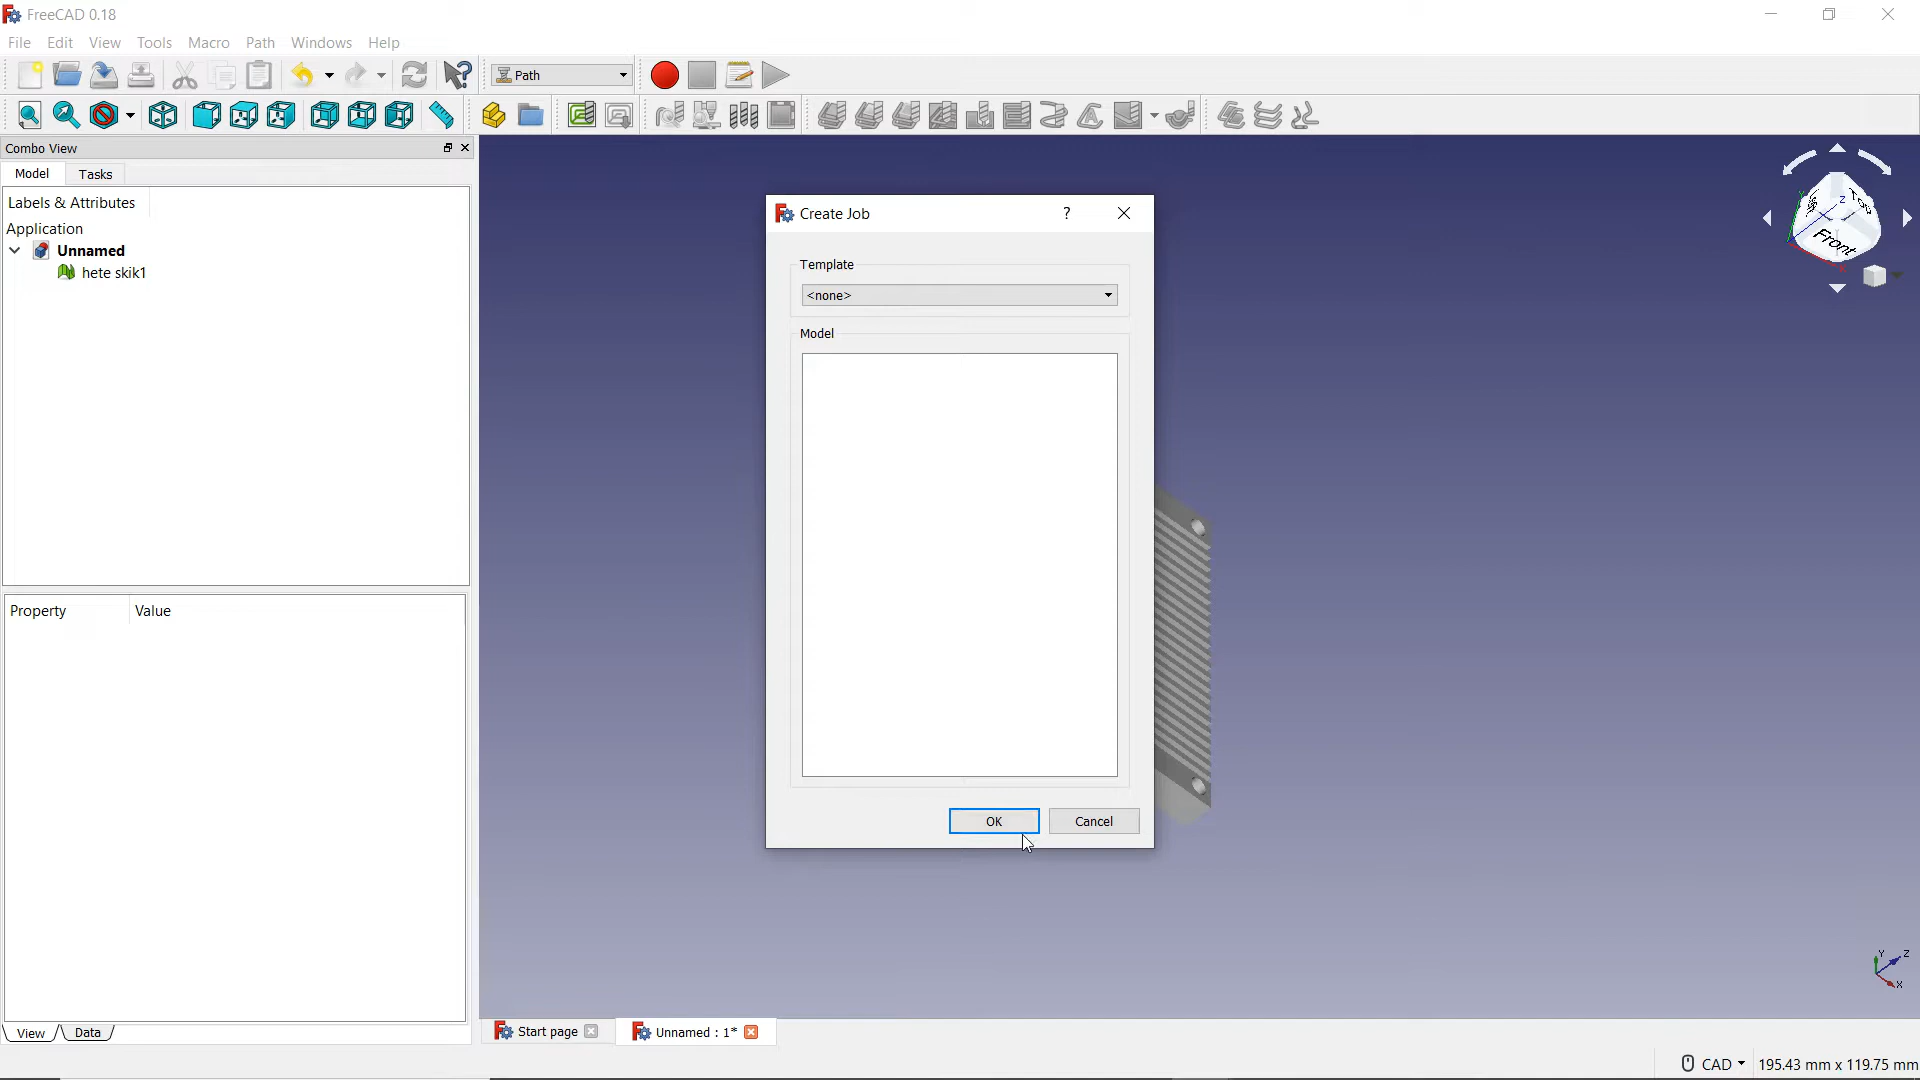 FreeCAD 0.18
File Edit View Tools Macro Path Windows Help
Path
Combo View
Model Tasks
Labels & Attributes
Application
Unnamed
hete skik1
Property Value
View Data
Create Job ?
Template
<none>
Model
OK Cancel
Top
Front
Z
X
Y Z
X
Start page Unnamed : 1*
CAD 195.43 mm x 119.75 mm